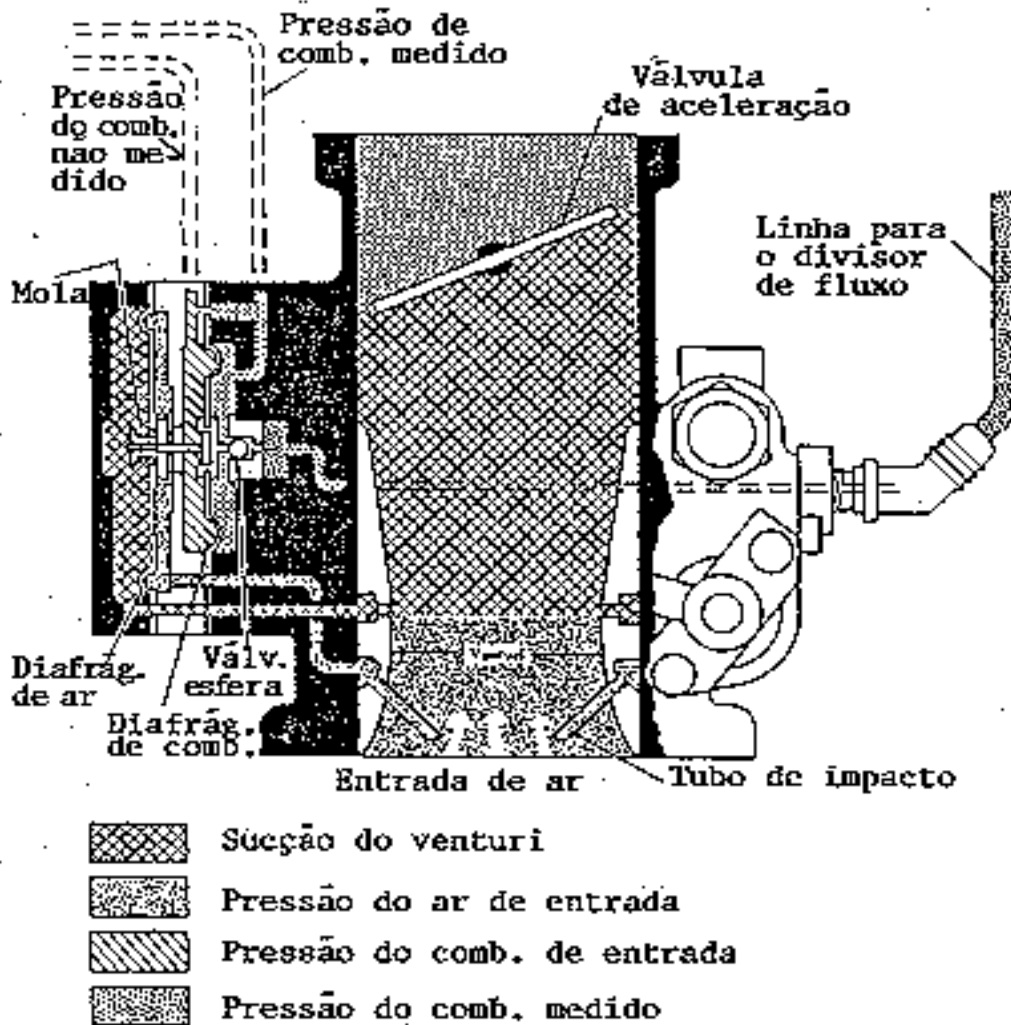 Pressão de
comb. medido
Válvula
de aceleração
Pressão
do comb.
nao me-
dido
Linha para
o divisor
de fluxo
Mola
Diafrág.
de ar
Válv.
esfera
Diafrág.
de comb.
Entrada de ar
Tubo de impacto
Sucção do venturi
Pressão do ar de entrada
Pressão do comb. de entrada
Pressão do comb. medido